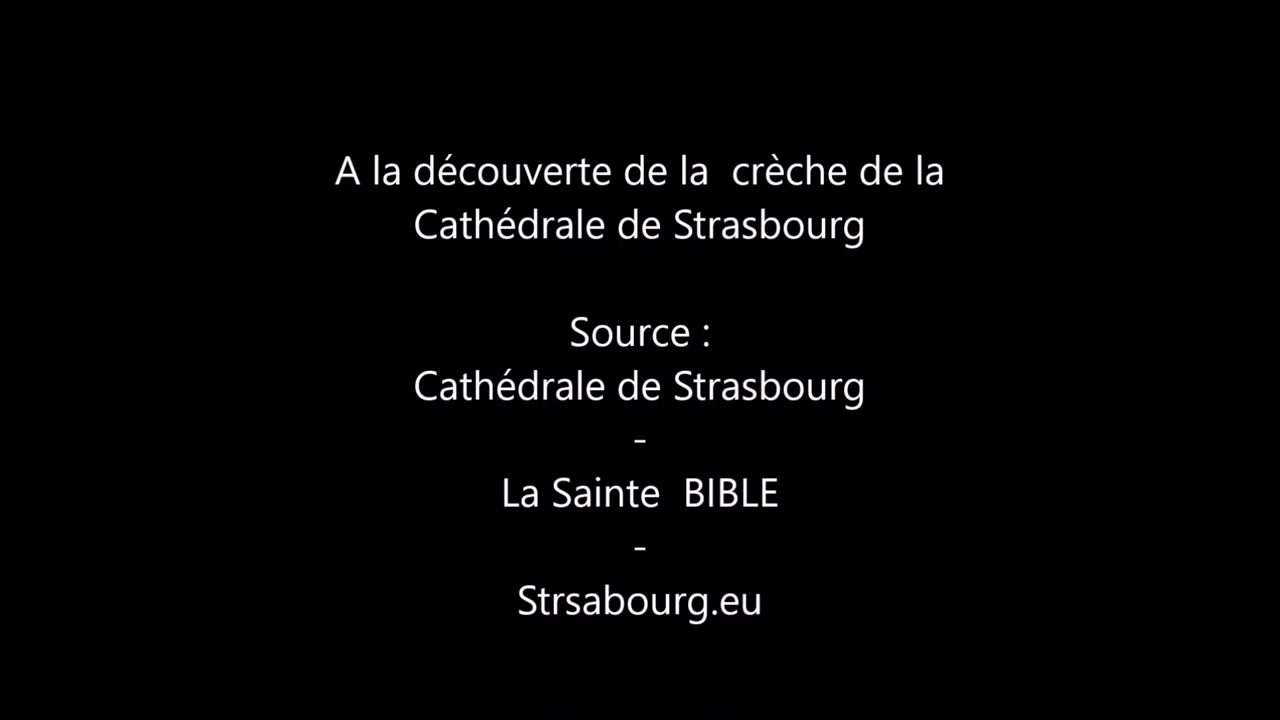 A la découverte de la  crèche de la
Cathédrale de Strasbourg
Source :
Cathédrale de Strasbourg
-
La Sainte  BIBLE
-
Strsabourg.eu